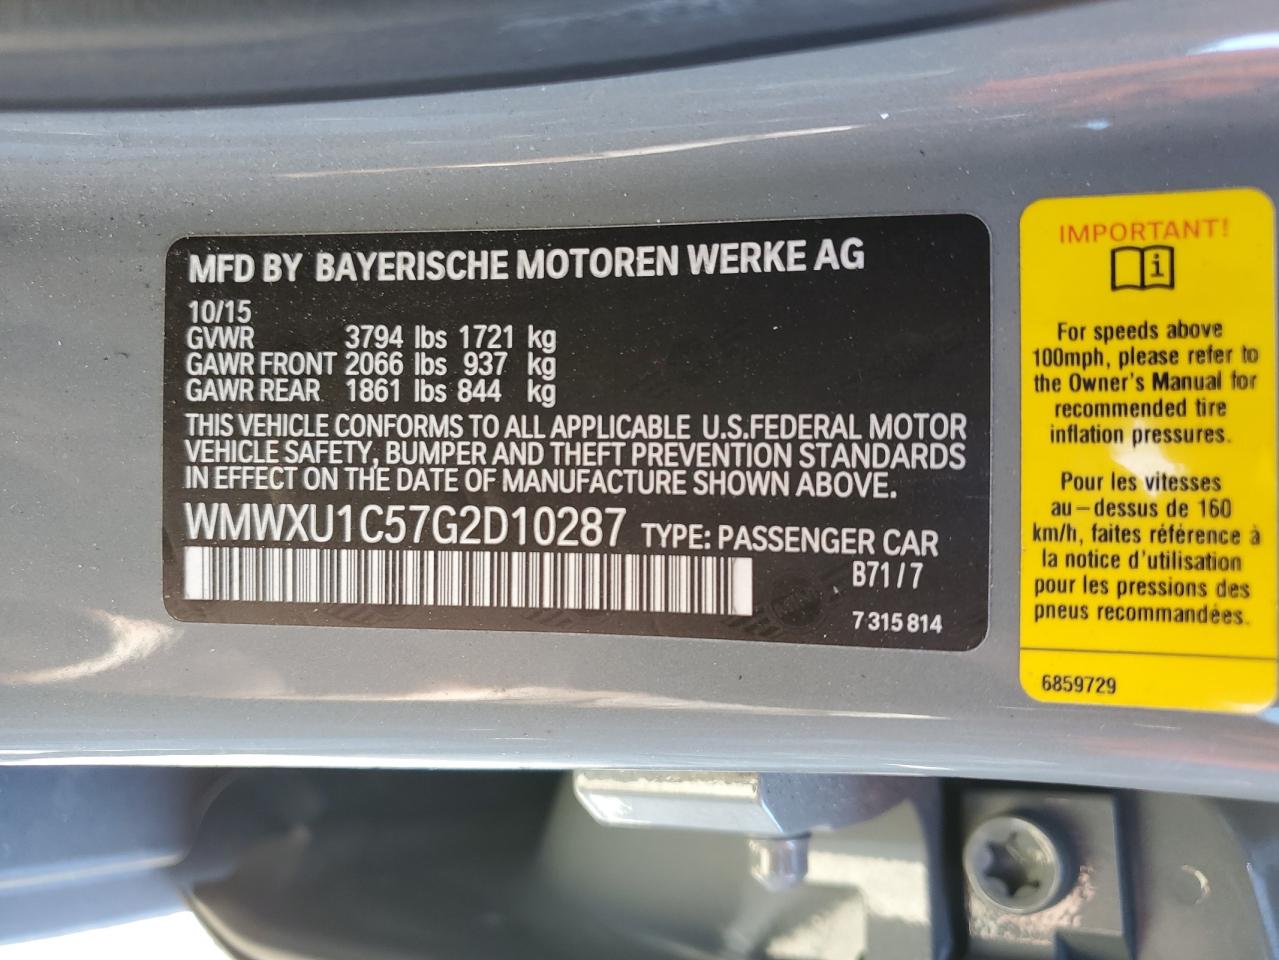 MFD BY BAYERISCHE MOTOREN WERKE AG
10/15
GVWR 3794 lbs 1721 kg
GAWR FRONT 2066 lbs 937 kg
GAWR REAR 1861 lbs 844 kg
THIS VEHICLE CONFORMS TO ALL APPLICABLE U.S.FEDERAL MOTOR
VEHICLE SAFETY, BUMPER AND THEFT PREVENTION STANDARDS
IN EFFECT ON THE DATE OF MANUFACTURE SHOWN ABOVE.
WMWXU1C57G2D10287 TYPE: PASSENGER CAR
B71/7
7 315 814
IMPORTANT!
i
For speeds above
100mph, please refer to
the Owner's Manual for
recommended tire
inflation pressures.
Pour les vitesses
au-dessus de 160
km/h, faites référence à
la notice d'utilisation
pour les pressions des
pneus recommandées.
6859729